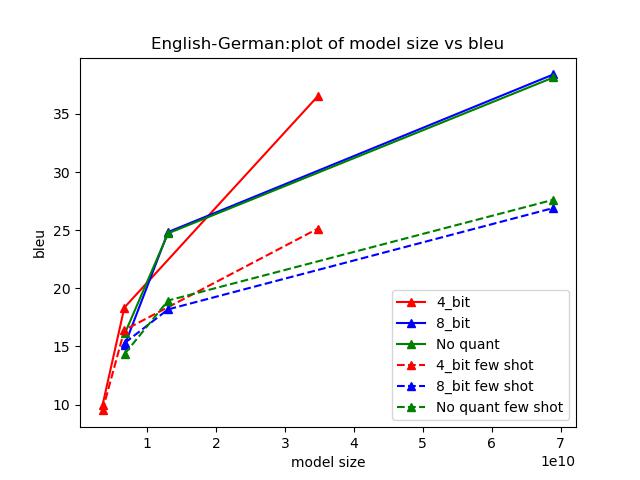 English-German:plot of model size vs bleu
bleu
35
30
25
20
15
10
4_bit
8_bit
No quant
4_bit few shot
8_bit few shot
No quant few shot
1 2 3 4 5 6 7
1e10
model size